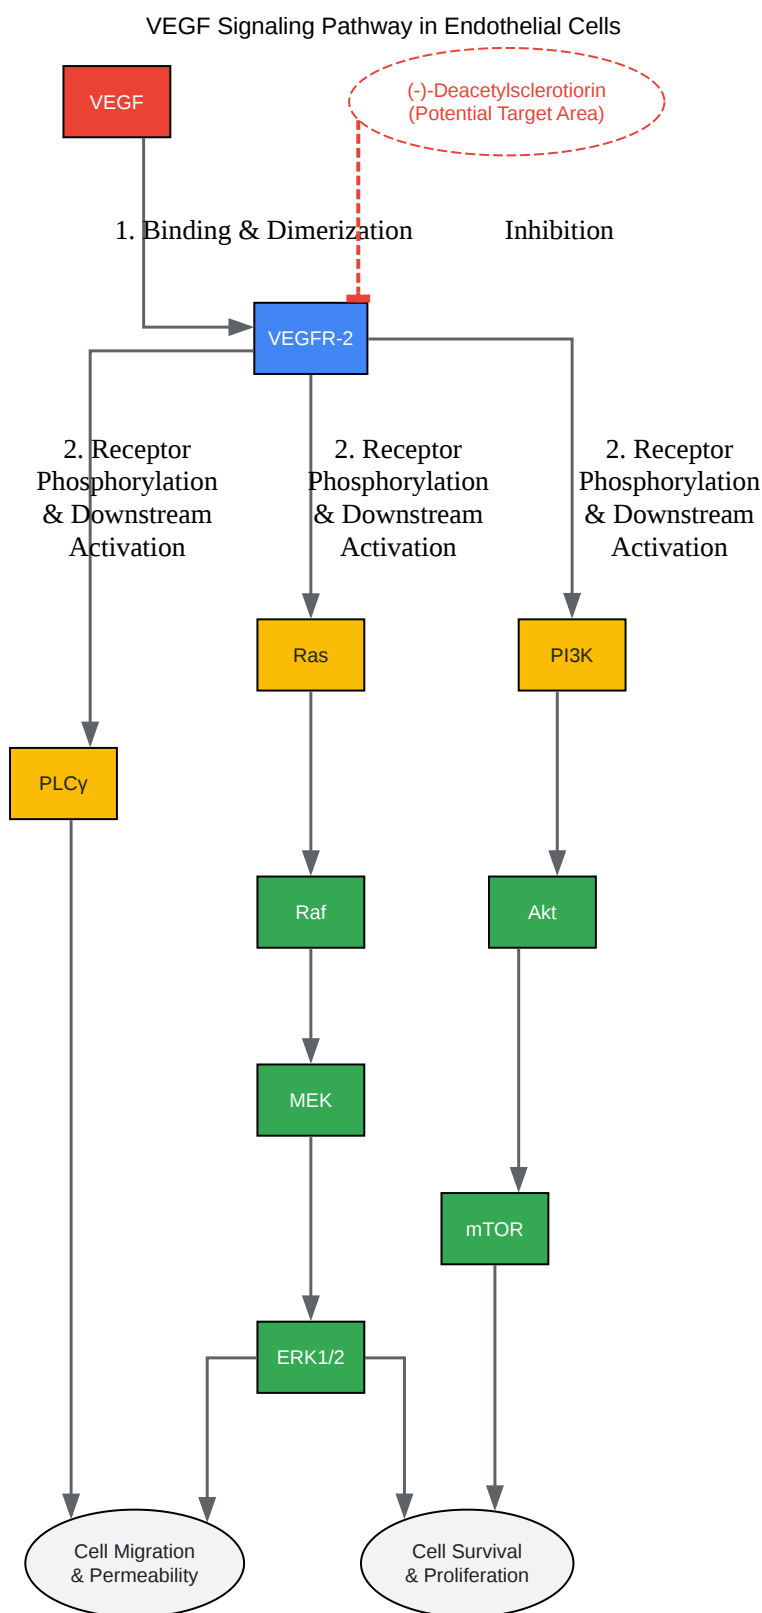 VEGF Signaling Pathway in Endothelial Cells
VEGF
(-)-Deacetylsclerotiorin
(Potential Target Area)
1. Binding & Dimerization
Inhibition
VEGFR-2
2. Receptor
Phosphorylation
& Downstream
Activation
2. Receptor
Phosphorylation
& Downstream
Activation
2. Receptor
Phosphorylation
& Downstream
Activation
Ras
PI3K
PLCγ
Raf
Akt
MEK
mTOR
ERK1/2
Cell Migration
& Permeability
Cell Survival
& Proliferation